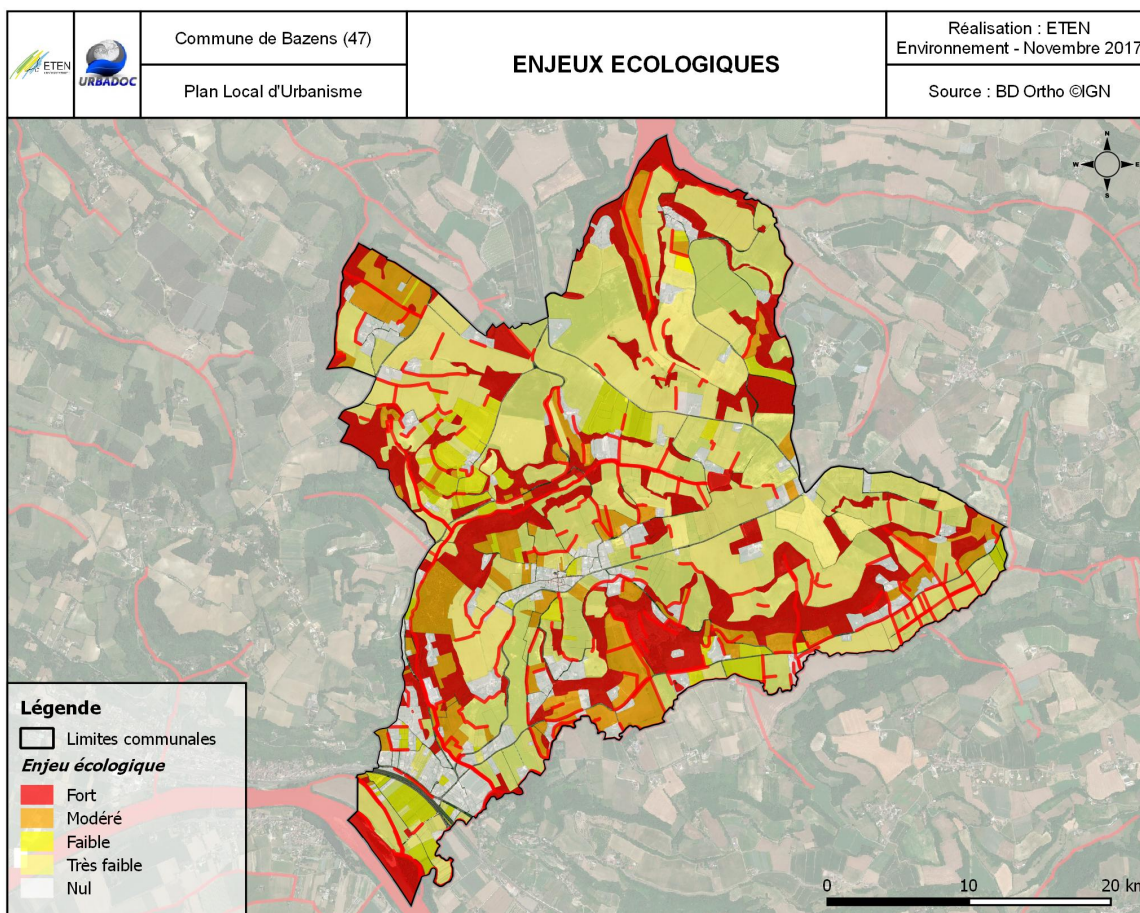 ETEN
URBADOC
Commune de Bazens (47)
Plan Local d'Urbanisme
ENJEUX ECOLOGIQUES
Réalisation : ETEN
Environnement - Novembre 2017
Source : BD Ortho ©IGN
N
W
E
S
Légende
Limites communales
Enjeu écologique
Fort
Modéré
Faible
Très faible
Nul
0 10 20 km